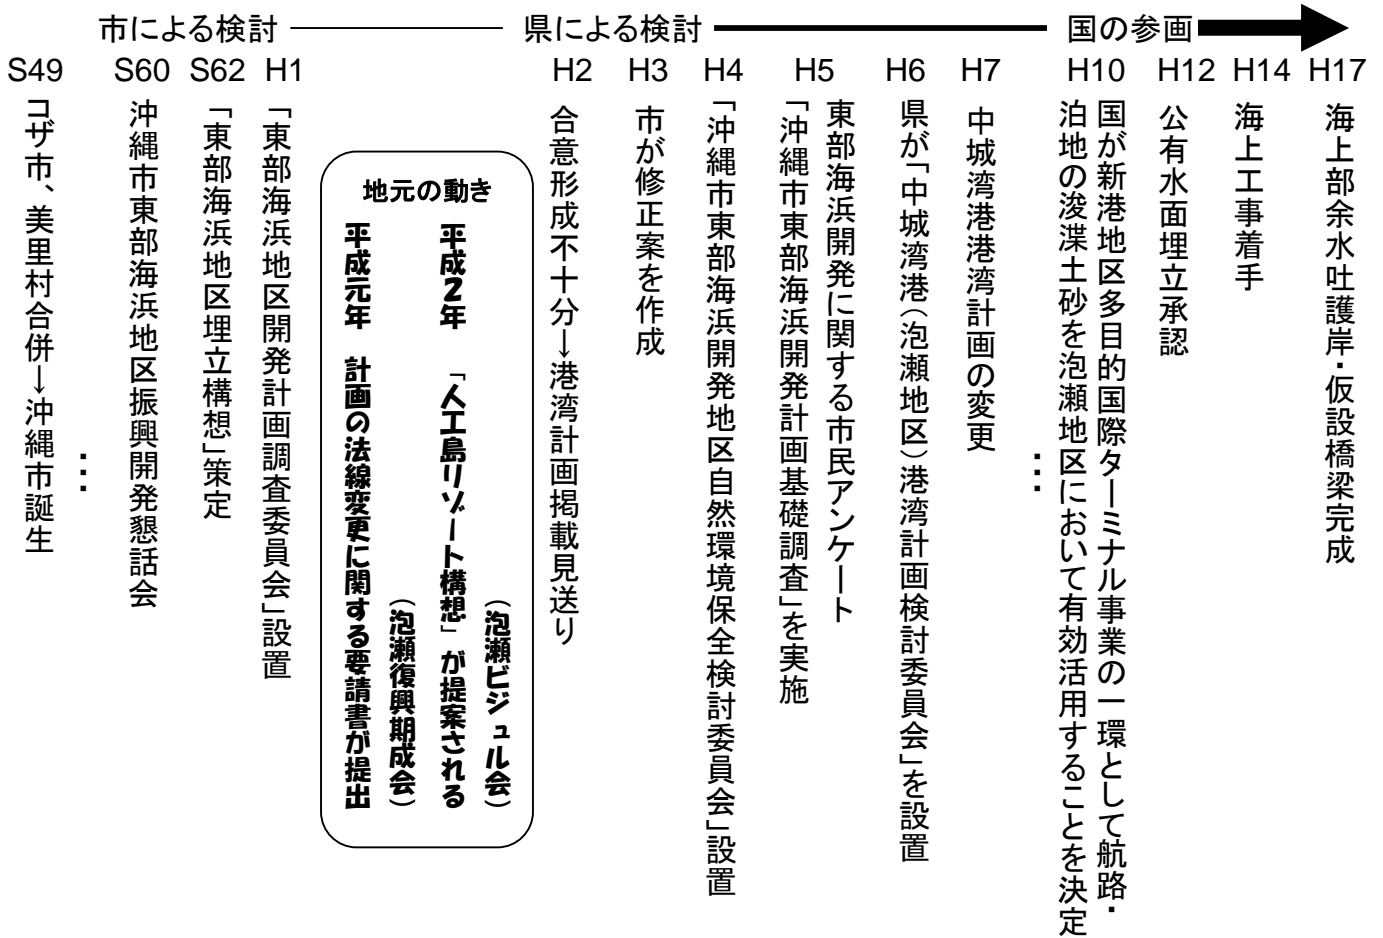 市による検討
県による検討
国の参画
S49
コザ市、美里村合併→沖縄市誕生
…
S60
沖縄市東部海浜地区振興開発懇話会
S62
「東部海浜地区埋立構想」策定
H1
「東部海浜地区開発計画調査委員会」設置
地元の動き
平成元年 計画の法線変更に関する要請書が提出
（泡瀬復興期成会）
平成2年 「人工島リゾート構想」が提案される
（泡瀬ビジュル会）
H2
合意形成不十分→港湾計画掲載見送り
H3
市が修正案を作成
H4
「沖縄市東部海浜開発地区自然環境保全検討委員会」設置
H5
東部海浜開発に関する市民アンケート
「沖縄市東部海浜開発計画基礎調査」を実施
H6
県が「中城湾港（泡瀬地区）港湾計画検討委員会」を設置
H7
中城湾港港湾計画の変更
…
H10
国が新港地区多目的国際ターミナル事業の一環として航路・
泊地の浚渫土砂を泡瀬地区において有効活用することを決定
H12
公有水面埋立承認
H14
海上工事着手
H17
海上部余水吐護岸・仮設橋梁完成